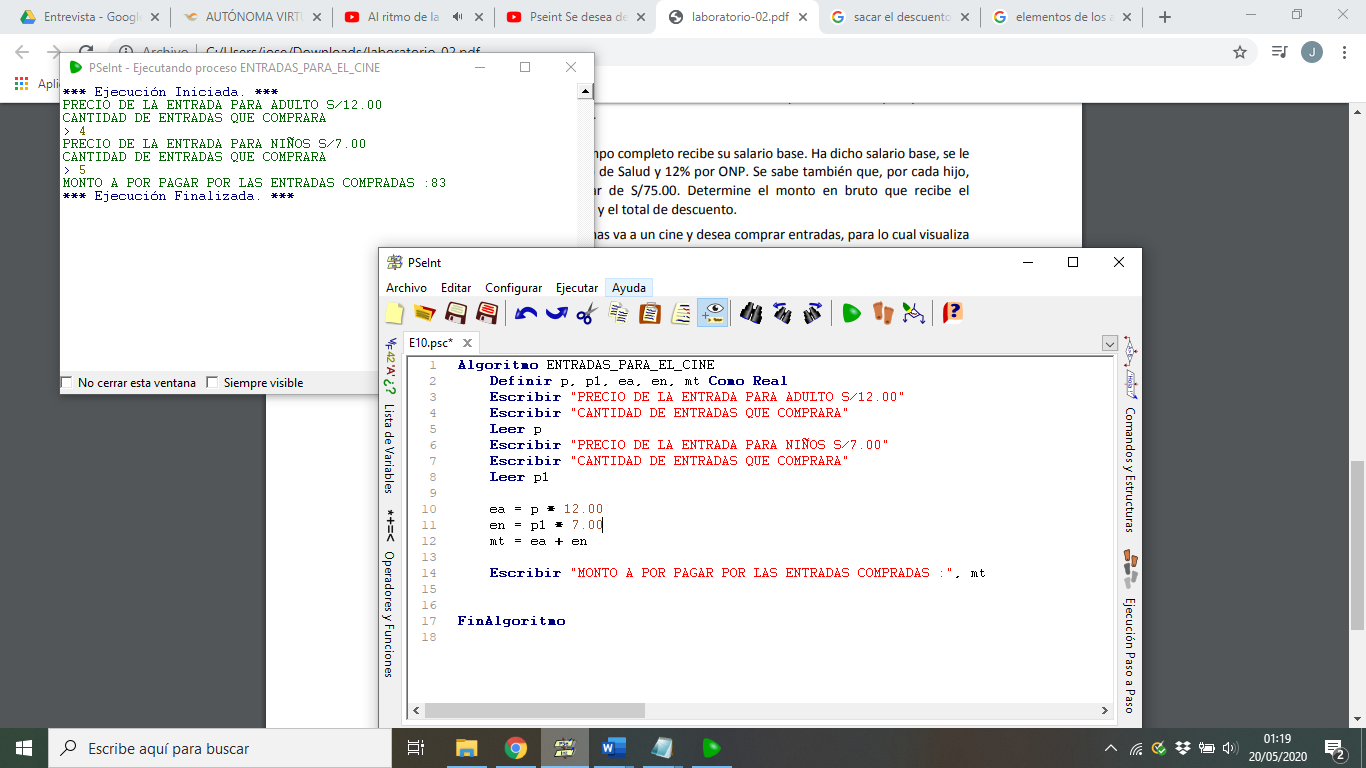 Entrevista - Googl
AUTÓNOMA VIRTU
Al ritmo de la
Pseint Se desea de
laboratorio-02.pdf
sacar el descuento
elementos de los a
Archivo
C:/Users/jose/Downloads/laboratorio-02.pdf
J
Apli
PSeInt - Ejecutando proceso ENTRADAS_PARA_EL_CINE
*** Ejecución Iniciada. ***
PRECIO DE LA ENTRADA PARA ADULTO S/12.00
CANTIDAD DE ENTRADAS QUE COMPRARA
> 4
PRECIO DE LA ENTRADA PARA NIÑOS S/7.00
CANTIDAD DE ENTRADAS QUE COMPRARA
> 5
MONTO A POR PAGAR POR LAS ENTRADAS COMPRADAS :83
*** Ejecución Finalizada. ***
No cerrar esta ventana Siempre visible
mpo completo recibe su salario base. Ha dicho salario base, se le
de Salud y 12% por ONP. Se sabe también que, por cada hijo,
ar de S/75.00. Determine el monto en bruto que recibe el
y el total de descuento.
nas va a un cine y desea comprar entradas, para lo cual visualiza
PSeInt
Archivo Editar Configurar Ejecutar Ayuda
E10.psc*
1 Algoritmo ENTRADAS_PARA_EL_CINE
2 Definir p, p1, ea, en, mt Como Real
3 Escribir "PRECIO DE LA ENTRADA PARA ADULTO S/12.00"
4 Escribir "CANTIDAD DE ENTRADAS QUE COMPRARA"
5 Leer p
6 Escribir "PRECIO DE LA ENTRADA PARA NIÑOS S/7.00"
7 Escribir "CANTIDAD DE ENTRADAS QUE COMPRARA"
8 Leer p1
9
10 ea = p * 12.00
11 en = p1 * 7.00
12 mt = ea + en
13
14 Escribir "MONTO A POR PAGAR POR LAS ENTRADAS COMPRADAS :", mt
15
16
17 FinAlgoritmo
18
42 'A' ¿?
Lista de Variables
*+=<
Operadores y Funciones
Hola
Comandos y Estructuras
Ejecución Paso a Paso
Escribe aquí para buscar
01:19
20/05/2020
2